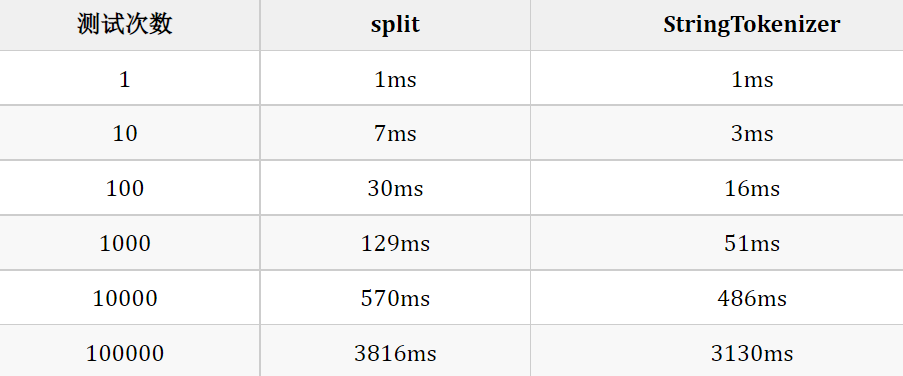 测试次数 split StringTokenizer
1 1ms 1ms
10 7ms 3ms
100 30ms 16ms
1000 129ms 51ms
10000 570ms 486ms
100000 3816ms 3130ms